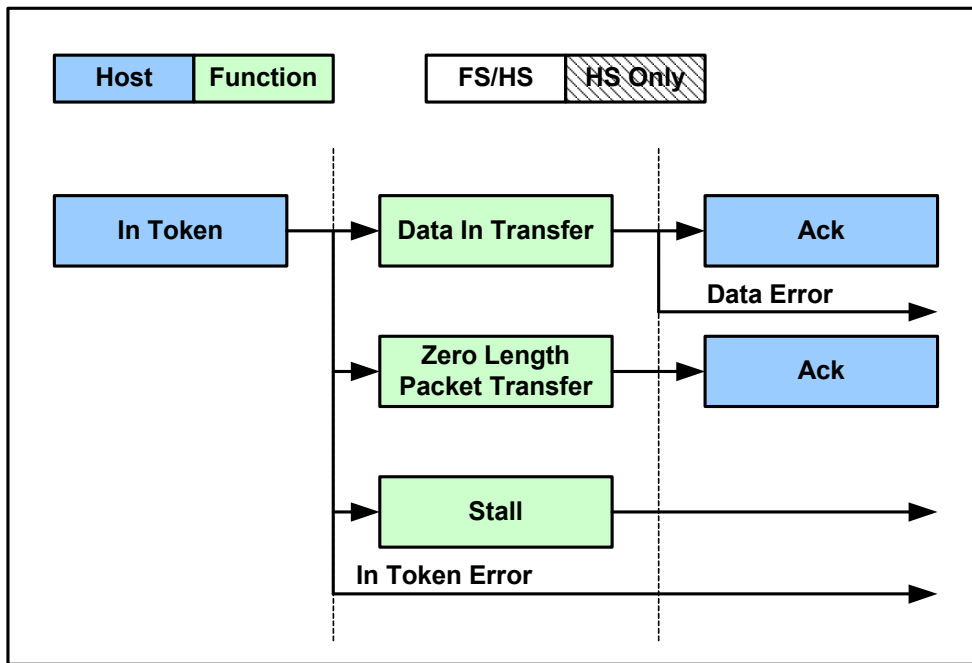 Host
Function
FS/HS
HS Only
In Token
Data In Transfer
Ack
Data Error
Zero Length
Packet Transfer
Ack
Stall
In Token Error